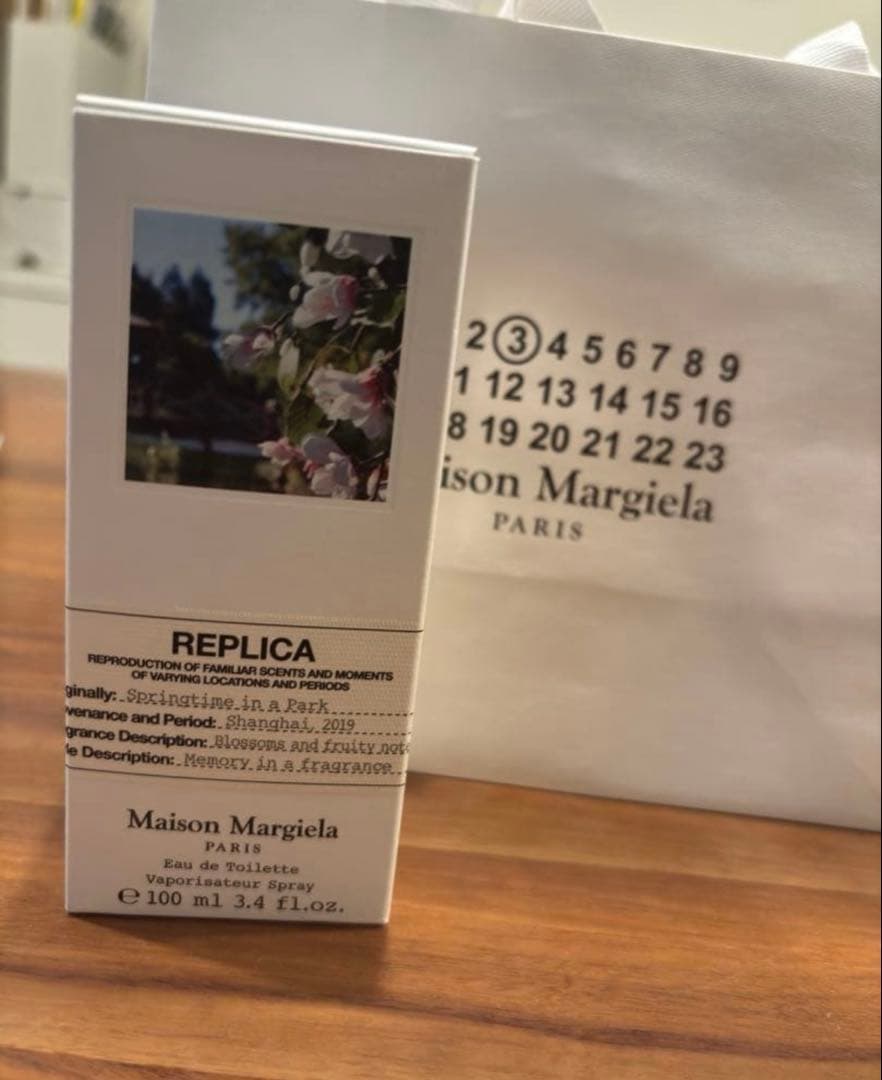 REPLICA
REPRODUCTION OF FAMILIAR SCENTS AND MOMENTS
OF VARYING LOCATIONS AND PERIODS
ginally: Springtime in a Park
venance and Period: Shanghai, 2019
grance Description: Blossoms and fruity note
le Description: Memory in a fragrance
Maison Margiela
PARIS
Eau de Toilette
Vaporisateur Spray
℮ 100 ml 3.4 fl.oz.
2 3 4 5 6 7 8 9
1 12 13 14 15 16
8 19 20 21 22 23
ison Margiela
PARIS